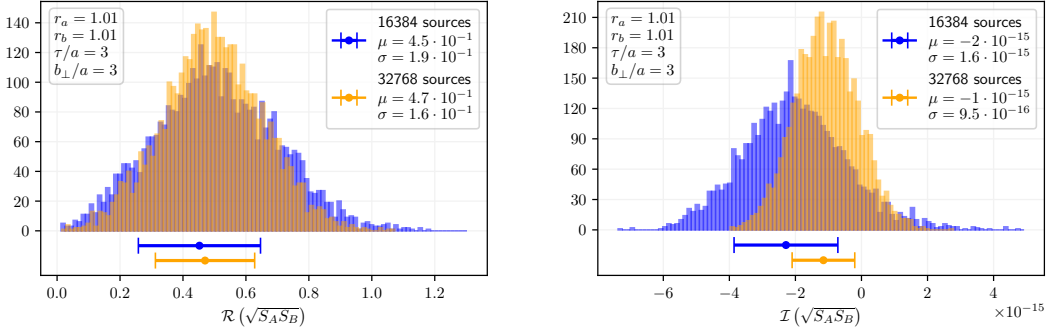 r_a = 1.01
r_b = 1.01
τ/a = 3
b_⊥/a = 3
16384 sources
μ = 4.5 · 10^{-1}
σ = 1.9 · 10^{-1}
32768 sources
μ = 4.7 · 10^{-1}
σ = 1.6 · 10^{-1}
140
120
100
80
60
40
20
0
0.0 0.2 0.4 0.6 0.8 1.0 1.2
ℛ (√S_A S_B)
r_a = 1.01
r_b = 1.01
τ/a = 3
b_⊥/a = 3
16384 sources
μ = −2 · 10^{-15}
σ = 1.6 · 10^{-15}
32768 sources
μ = −1 · 10^{-15}
σ = 9.5 · 10^{-16}
210
180
150
120
90
60
30
0
−6 −4 −2 0 2 4
ℐ (√S_A S_B)
×10^{-15}